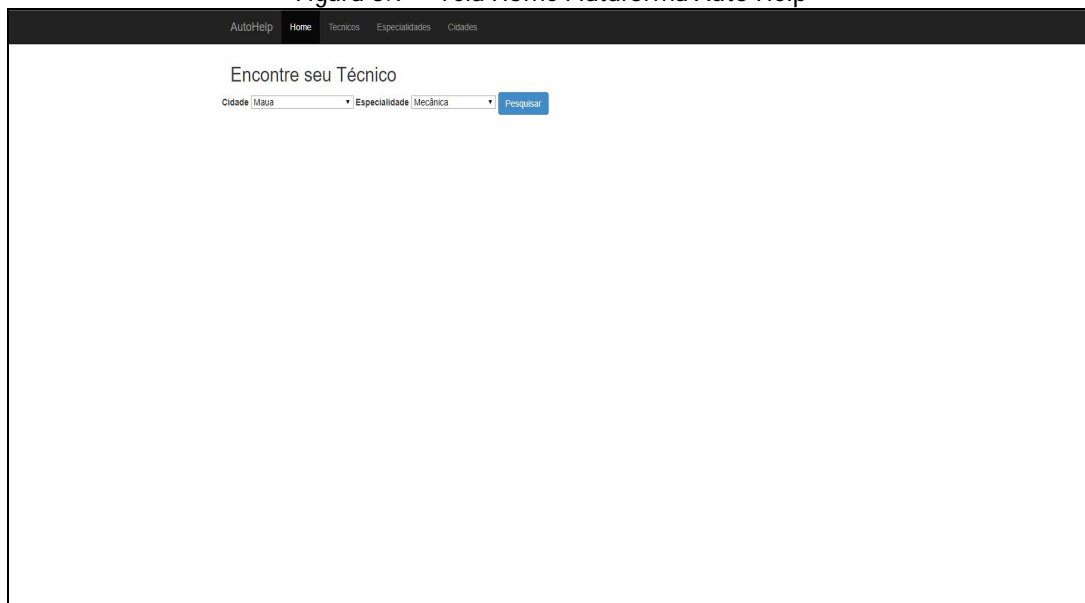 AutoHelp Home Tecnicos Especialidades Cidades
Encontre seu Técnico
Cidade Maua Especialidade Mecânica Pesquisar